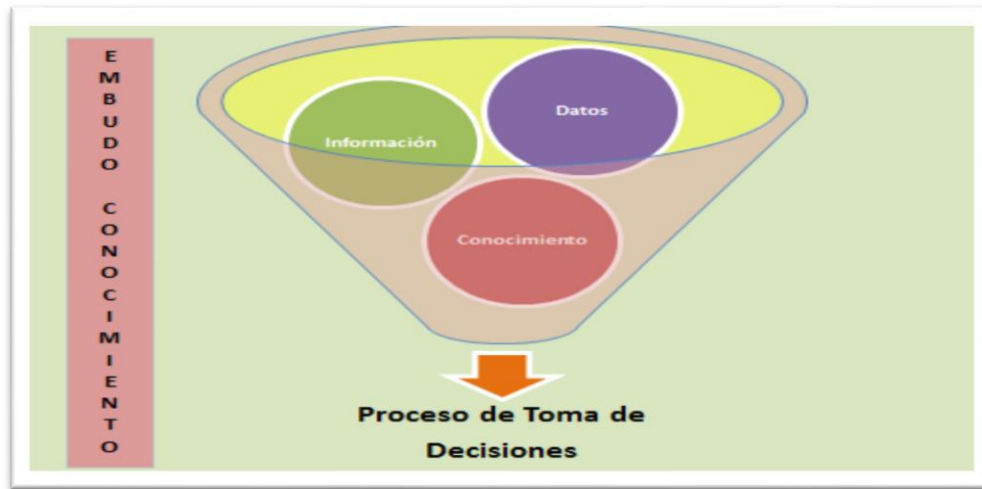 EMBUDO CONOCIMIENTO
Datos
Información
Conocimiento
Proceso de Toma de
Decisiones